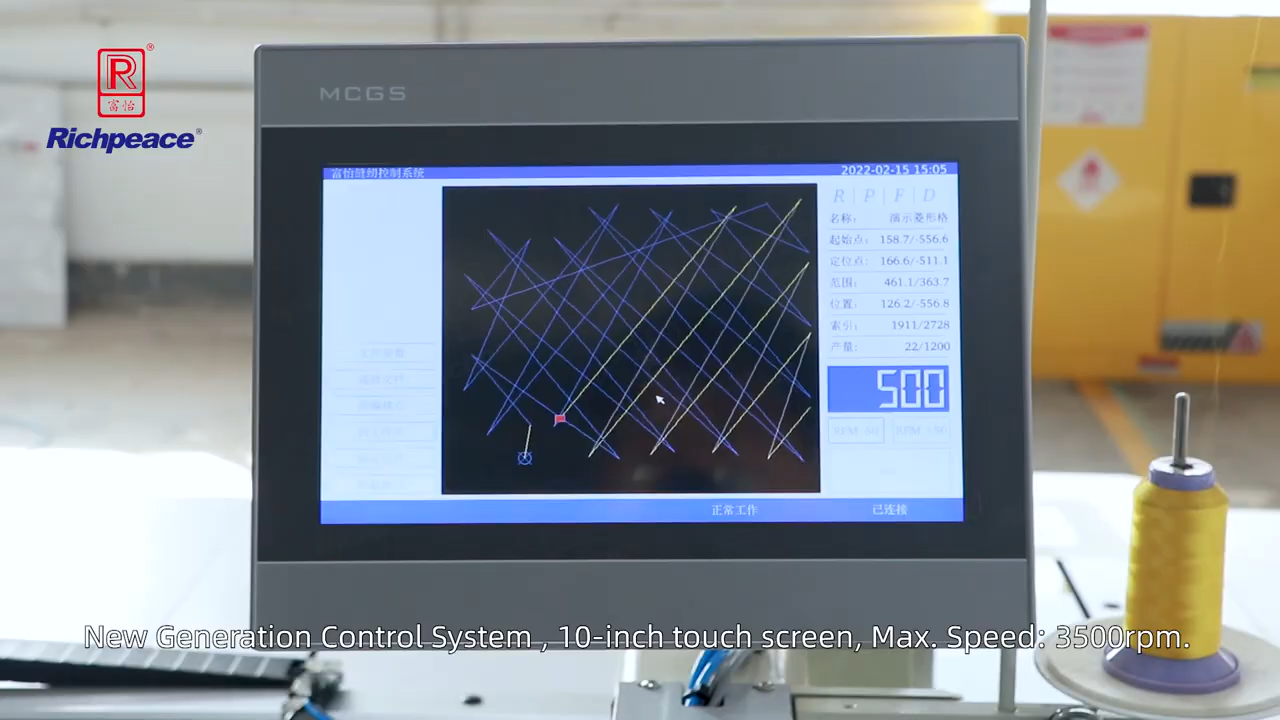 R
富怡
Richpeace
MCGS
富怡缝纫控制系统
2022-02-15 15:05
R P F D
名称: 演示菱形格
起始点: 158.7/-556.6
定位点: 166.6/-511.1
范围: 461.1/363.7
位置: 126.2/-556.8
索引: 1911/2728
产量: 22/1200
500
RPM -50 RPM +50
正常工作 已连接
New Generation Control System , 10-inch touch screen, Max. Speed: 3500rpm.